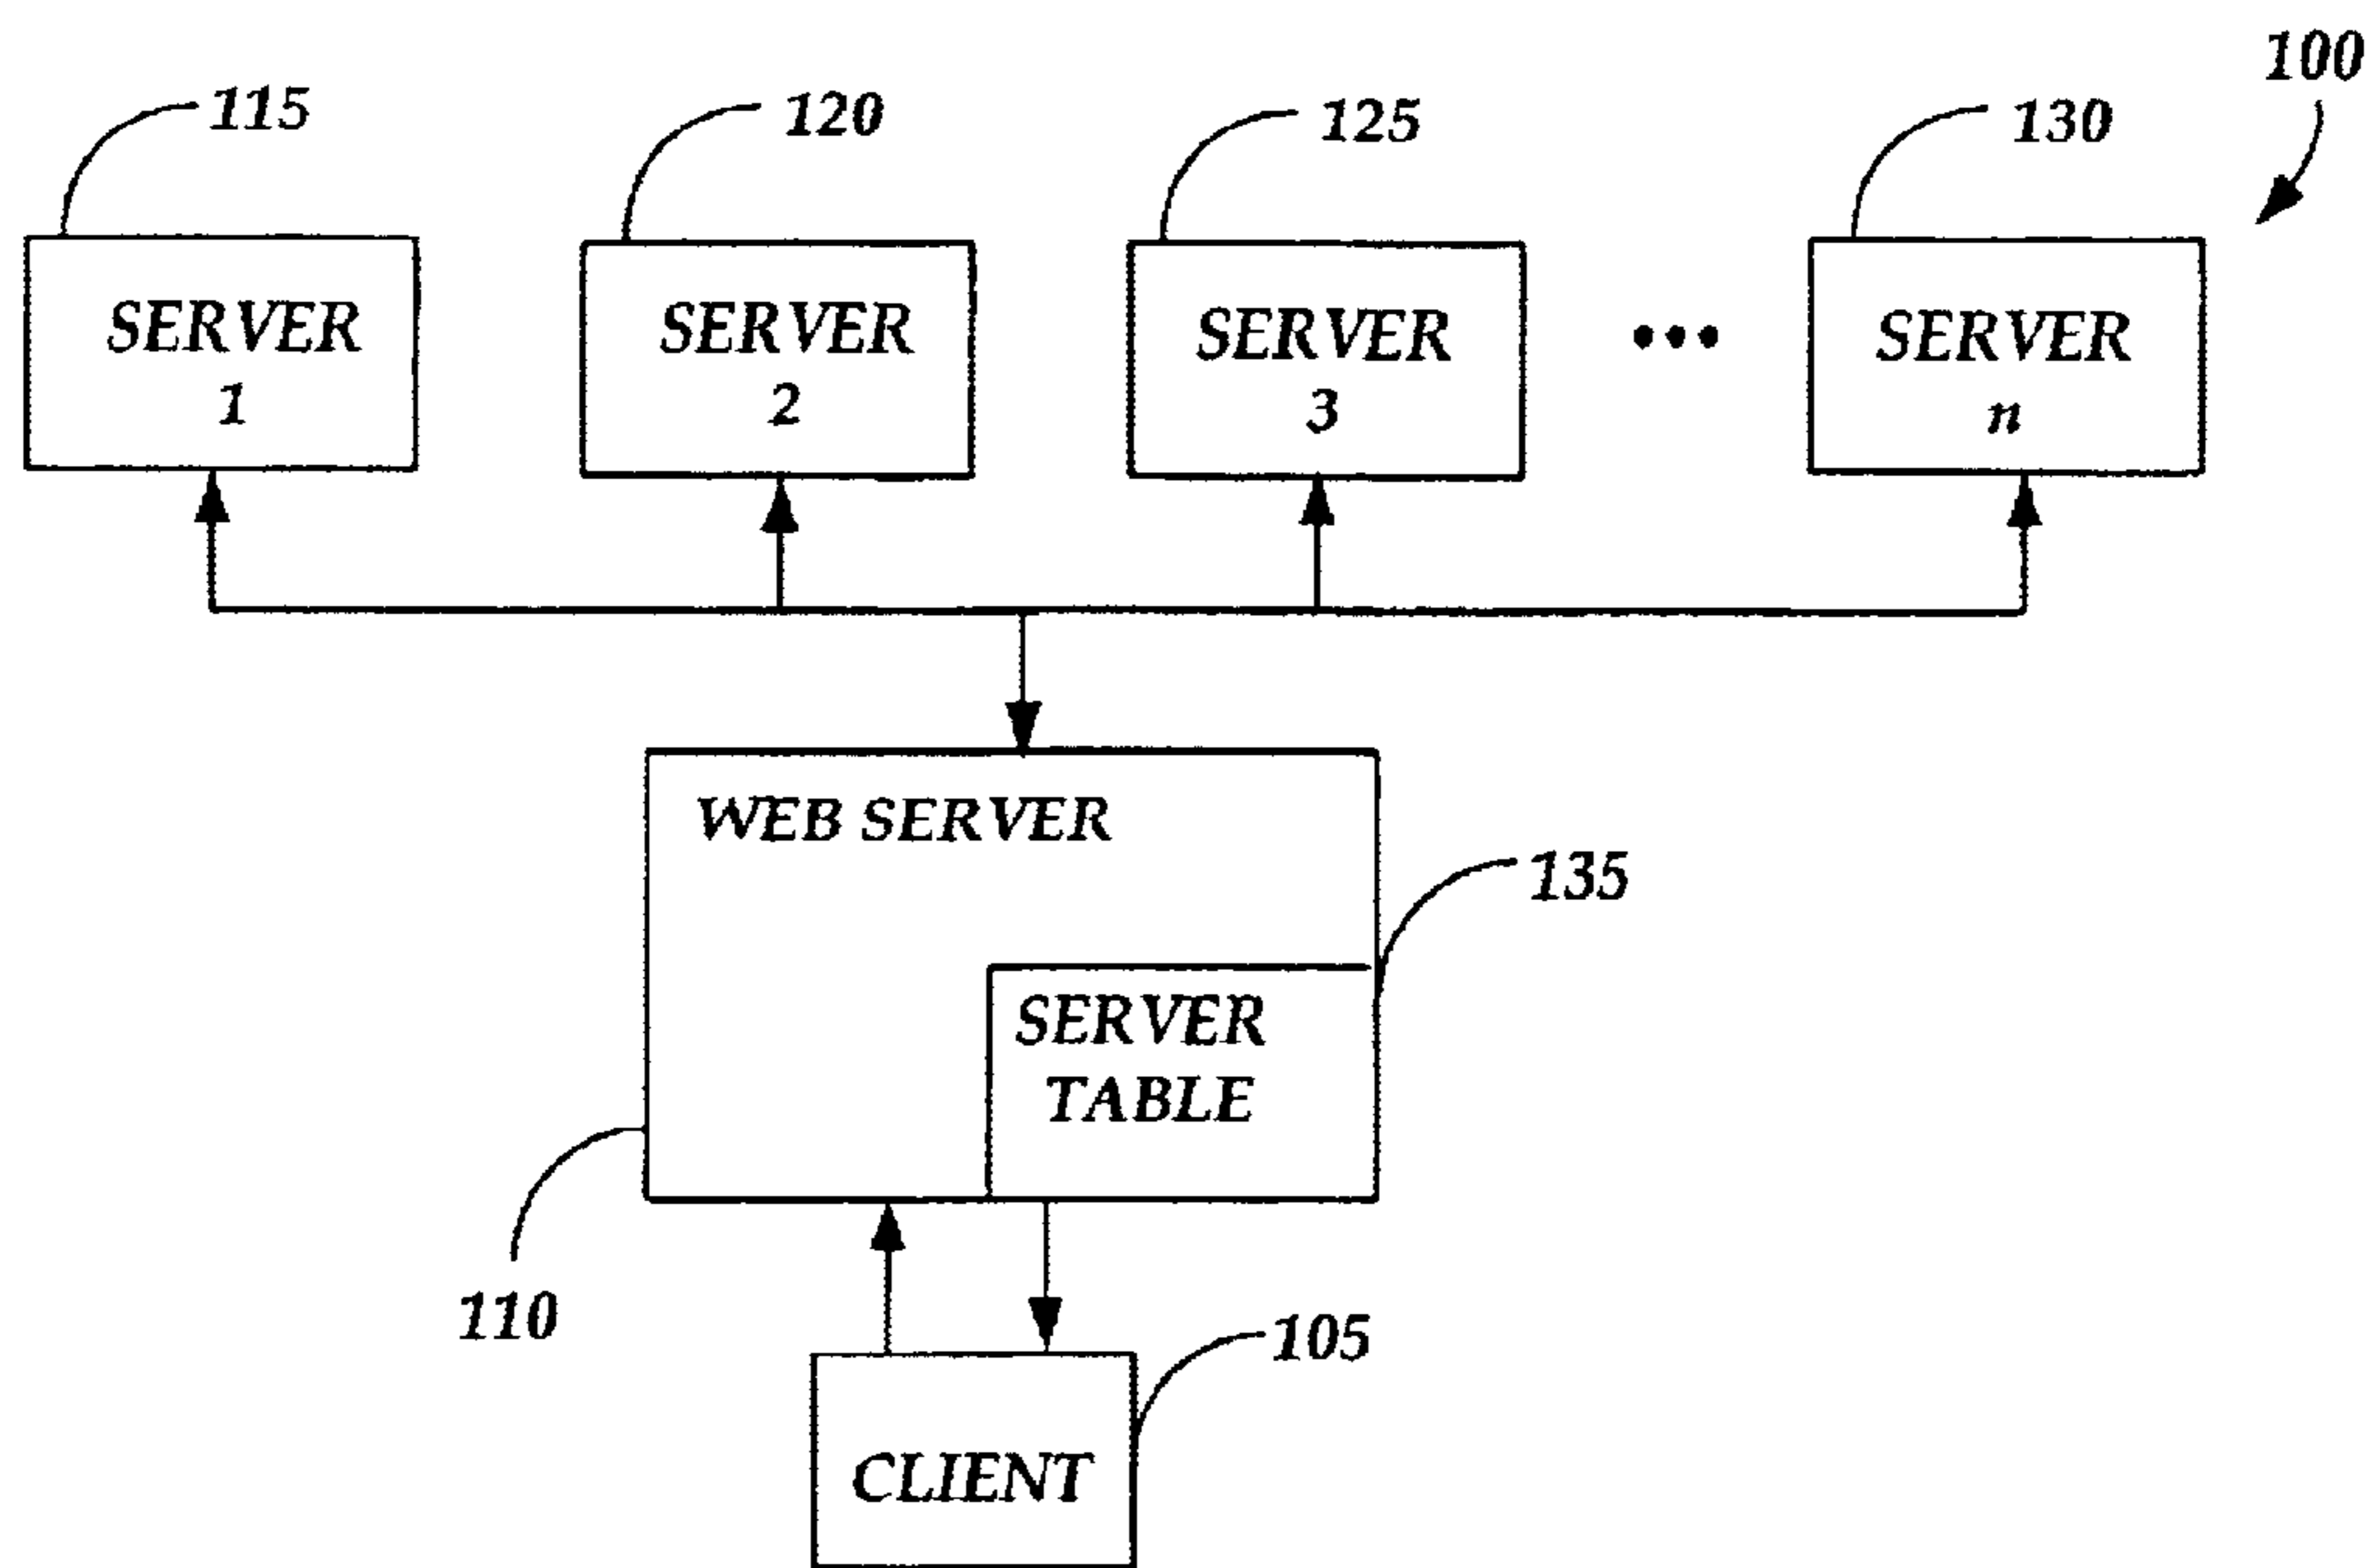 100
115
120
125
130
SERVER
1
SERVER
2
SERVER
3
•••
SERVER
n
WEB SERVER
135
SERVER
TABLE
110
105
CLIENT